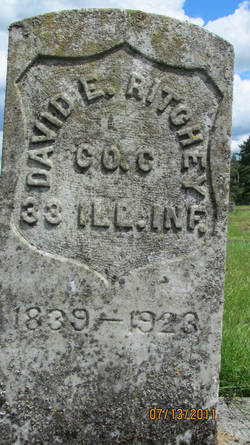 DAVID E. RITCHEY
CO. C
33 ILL. INF.
1839–1923
07/13/2011